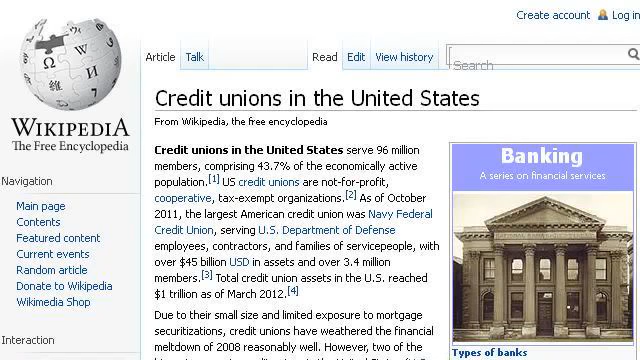 Create account Log in
Article Talk Read Edit View history Search
WIKIPEDIA
The Free Encyclopedia
Navigation
Main page
Contents
Featured content
Current events
Random article
Donate to Wikipedia
Wikimedia Shop
Interaction
Credit unions in the United States
From Wikipedia, the free encyclopedia
Credit unions in the United States serve 96 million
members, comprising 43.7% of the economically active
population.[1] US credit unions are not-for-profit,
cooperative, tax-exempt organizations.[2] As of October
2011, the largest American credit union was Navy Federal
Credit Union, serving U.S. Department of Defense
employees, contractors, and families of servicepeople, with
over $45 billion USD in assets and over 3.4 million
members.[3] Total credit union assets in the U.S. reached
$1 trillion as of March 2012.[4]
Due to their small size and limited exposure to mortgage
securitizations, credit unions have weathered the financial
meltdown of 2008 reasonably well. However, two of the
Banking
A series on financial services
Types of banks